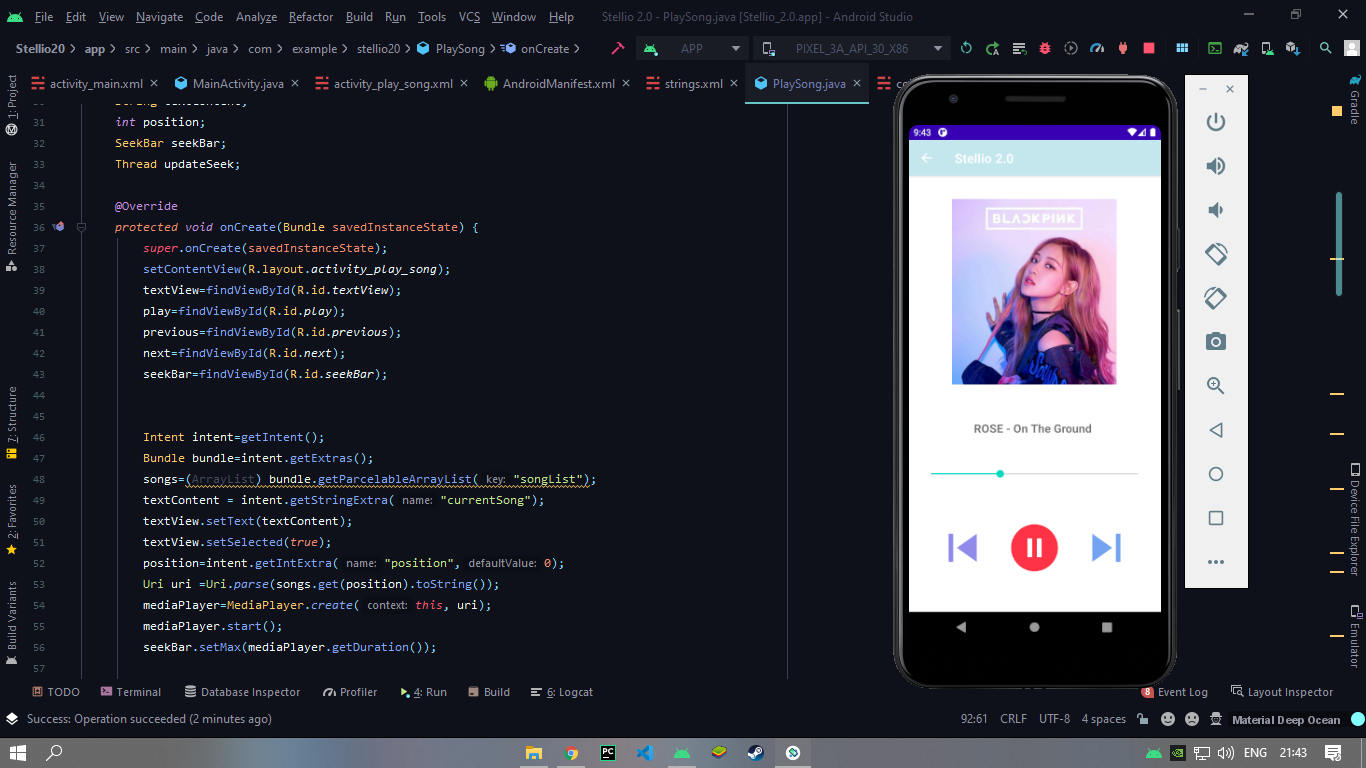 File Edit View Navigate Code Analyze Refactor Build Run Tools VCS Window Help Stellio 2.0 - PlaySong.java [Stellio_2.0.app] - Android Studio
Stellio20 app src main java com example stellio20 PlaySong onCreate APP PIXEL_3A_API_30_X86
activity_main.xml MainActivity.java activity_play_song.xml AndroidManifest.xml strings.xml PlaySong.java
1: Project
Resource Manager
7: Structure
2: Favorites
Build Variants
31 int position;
32 SeekBar seekBar;
33 Thread updateSeek;
34
35 @Override
36 protected void onCreate(Bundle savedInstanceState) {
37 super.onCreate(savedInstanceState);
38 setContentView(R.layout.activity_play_song);
39 textView=findViewById(R.id.textView);
40 play=findViewById(R.id.play);
41 previous=findViewById(R.id.previous);
42 next=findViewById(R.id.next);
43 seekBar=findViewById(R.id.seekBar);
44
45
46 Intent intent=getIntent();
47 Bundle bundle=intent.getExtras();
48 songs=(ArrayList) bundle.getParcelableArrayList( key: "songList");
49 textContent = intent.getStringExtra( name: "currentSong");
50 textView.setText(textContent);
51 textView.setSelected(true);
52 position=intent.getIntExtra( name: "position", defaultValue: 0);
53 Uri uri =Uri.parse(songs.get(position).toString());
54 mediaPlayer=MediaPlayer.create( context: this, uri);
55 mediaPlayer.start();
56 seekBar.setMax(mediaPlayer.getDuration());
57
9:43
Stellio 2.0
BLACKPINK
ROSE - On The Ground
Gradle
Device File Explorer
Emulator
TODO Terminal Database Inspector Profiler 4: Run Build 6: Logcat 8 Event Log Layout Inspector
Success: Operation succeeded (2 minutes ago) 92:61 CRLF UTF-8 4 spaces Material Deep Ocean
PC ENG 21:43